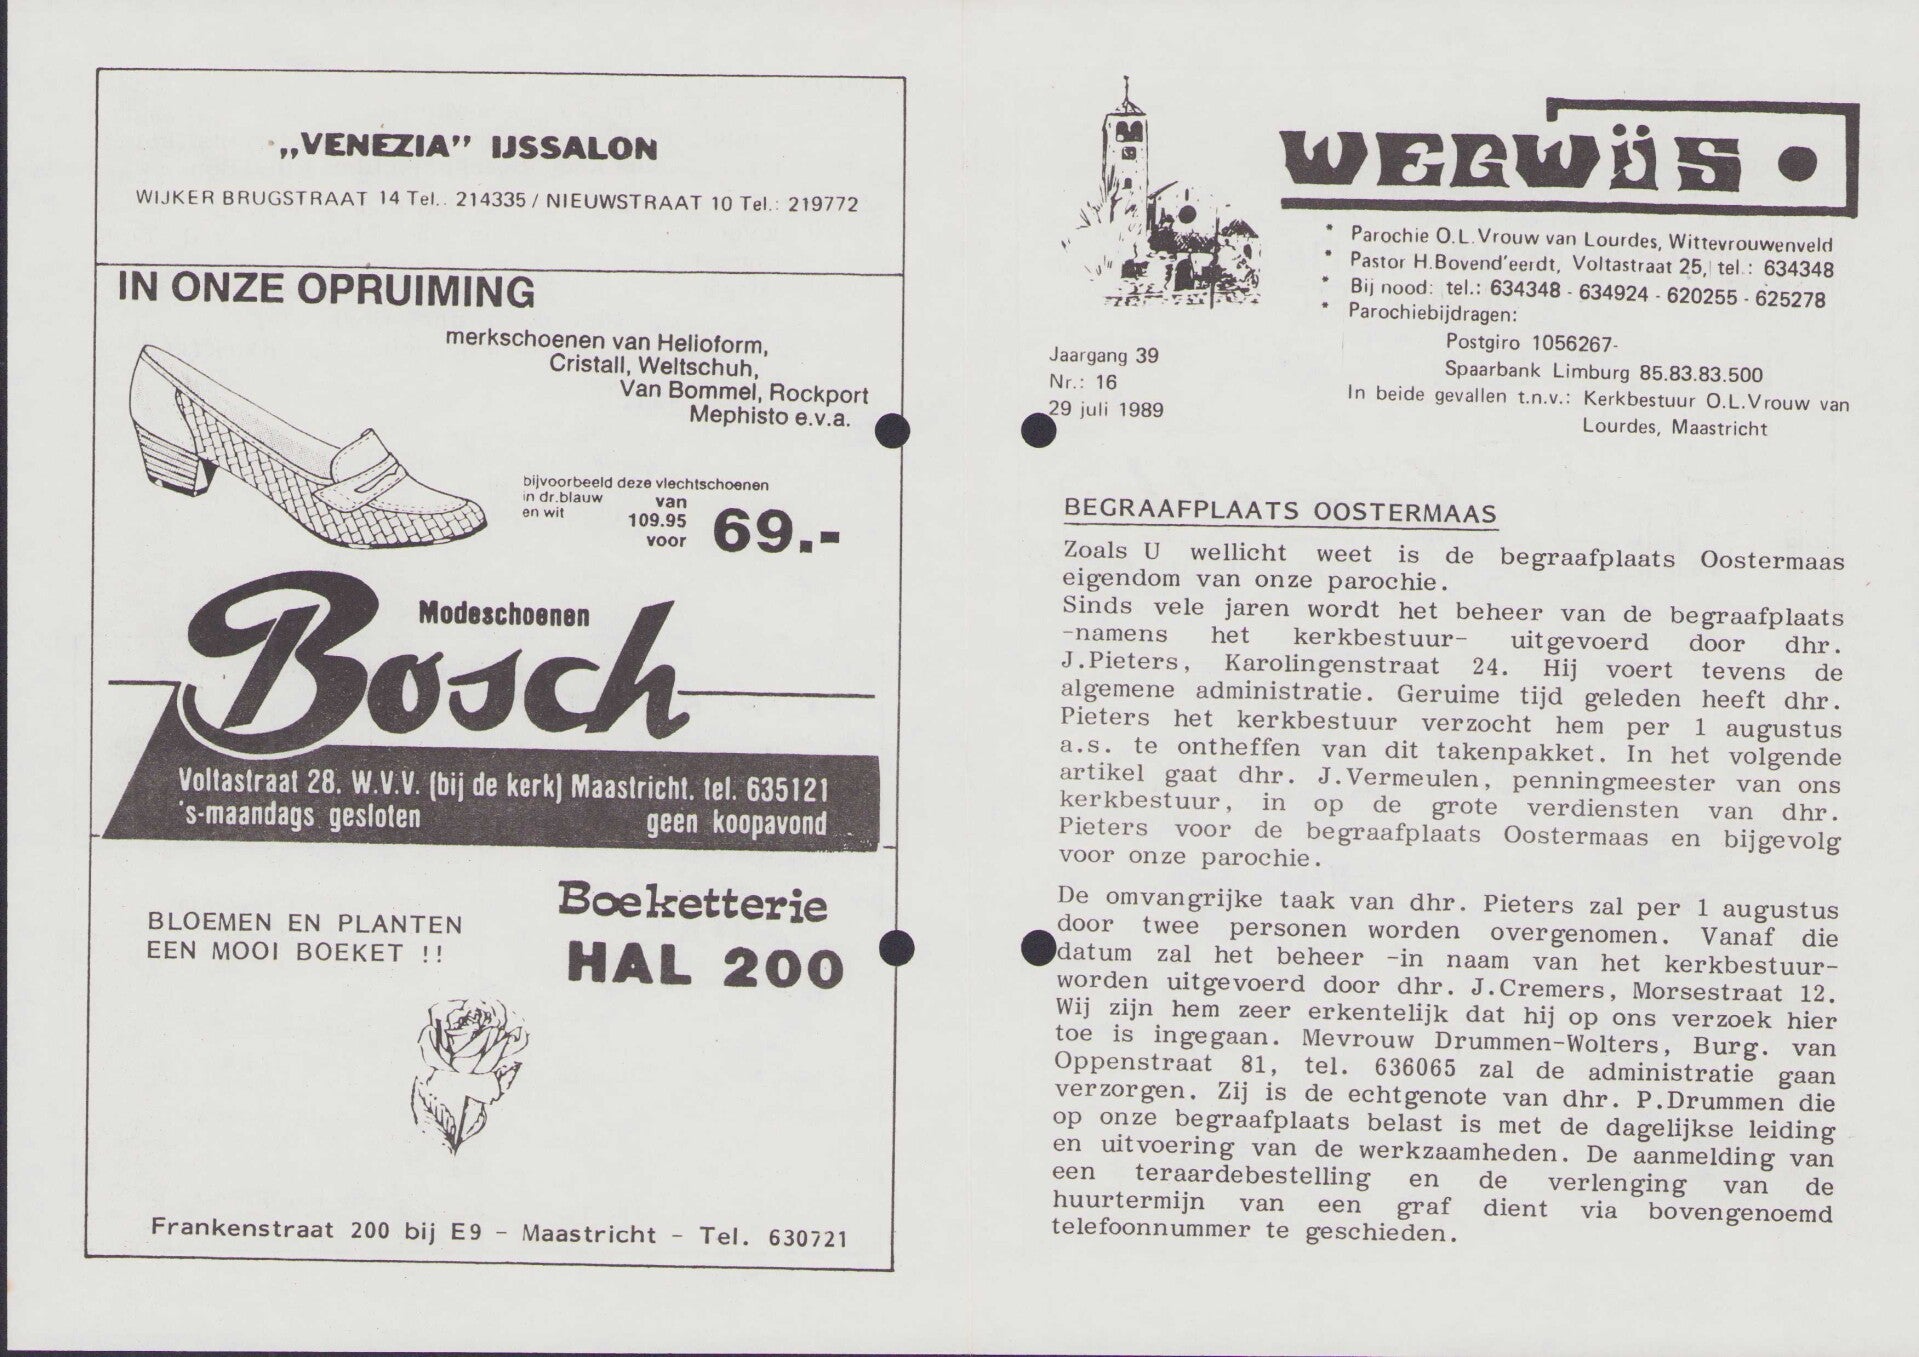 „VENEZIA” IJSSALON
WIJKER BRUGSTRAAT 14 Tel.: 214335 / NIEUWSTRAAT 10 Tel.: 219772
IN ONZE OPRUIMING
merkschoenen van Helioform,
Cristall, Weltschuh,
Van Bommel, Rockport
Mephisto e.v.a.
bijvoorbeeld deze vlechtschoenen
in dr.blauw
en wit
van
109.95
voor
69.-
Modeschoenen
Bosch
Voltastraat 28. W.V.V. (bij de kerk) Maastricht. tel. 635121
's-maandags gesloten geen koopavond
BLOEMEN EN PLANTEN
EEN MOOI BOEKET !!
Boeketterie
HAL 200
Frankenstraat 200 bij E9 - Maastricht - Tel. 630721
WEGWIJS
* Parochie O.L.Vrouw van Lourdes, Wittevrouwenveld
* Pastor H.Bovend'eerdt, Voltastraat 25, tel.: 634348
* Bij nood: tel.: 634348 - 634924 - 620255 - 625278
* Parochiebijdragen:
Postgiro 1056267-
Spaarbank Limburg 85.83.83.500
In beide gevallen t.n.v.: Kerkbestuur O.L.Vrouw van
Lourdes, Maastricht
Jaargang 39
Nr.: 16
29 juli 1989
BEGRAAFPLAATS OOSTERMAAS
Zoals U wellicht weet is de begraafplaats Oostermaas
eigendom van onze parochie.
Sinds vele jaren wordt het beheer van de begraafplaats
-namens het kerkbestuur- uitgevoerd door dhr.
J.Pieters, Karolingenstraat 24. Hij voert tevens de
algemene administratie. Geruime tijd geleden heeft dhr.
Pieters het kerkbestuur verzocht hem per 1 augustus
a.s. te ontheffen van dit takenpakket. In het volgende
artikel gaat dhr. J.Vermeulen, penningmeester van ons
kerkbestuur, in op de grote verdiensten van dhr.
Pieters voor de begraafplaats Oostermaas en bijgevolg
voor onze parochie.
De omvangrijke taak van dhr. Pieters zal per 1 augustus
door twee personen worden overgenomen. Vanaf die
datum zal het beheer -in naam van het kerkbestuur-
worden uitgevoerd door dhr. J.Cremers, Morsestraat 12.
Wij zijn hem zeer erkentelijk dat hij op ons verzoek hier
toe is ingegaan. Mevrouw Drummen-Wolters, Burg. van
Oppenstraat 81, tel. 636065 zal de administratie gaan
verzorgen. Zij is de echtgenote van dhr. P.Drummen die
op onze begraafplaats belast is met de dagelijkse leiding
en uitvoering van de werkzaamheden. De aanmelding van
een teraardebestelling en de verlenging van de
huurtermijn van een graf dient via bovengenoemd
telefoonnummer te geschieden.